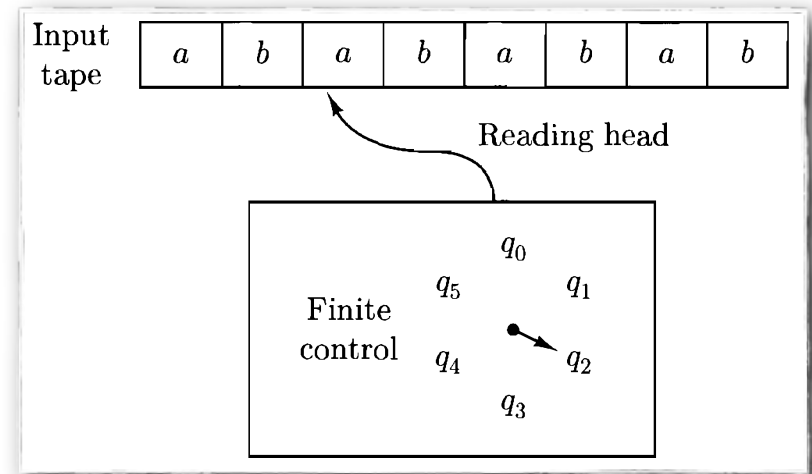 Input
tape
a b a b a b a b
Reading head
q0
q5 q1
Finite
control
q4 q2
q3